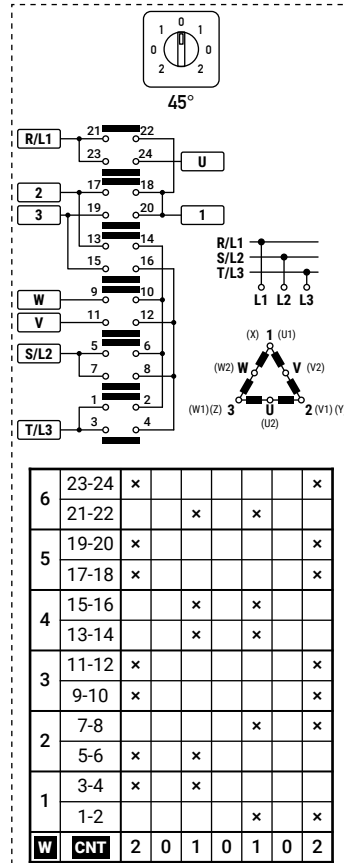 0
1 1
0 0
2 2
45°
R/L1 21 22
23 24 U
2 17 18
3 19 20 1
13 14
15 16
W 9 10
V 11 12
S/L2 5 6
7 8
1 2
T/L3 3 4
R/L1
S/L2
T/L3
L1 L2 L3
(X) 1 (U1)
(W2) W V (V2)
(W1)(Z) 3 U 2 (V1) (Y
(U2)
6 23-24 × ×
21-22 × ×
5 19-20 × ×
17-18 × ×
4 15-16 × ×
13-14 × ×
3 11-12 × ×
9-10 × ×
2 7-8 × ×
5-6 × ×
1 3-4 × ×
1-2 × ×
W CNT 2 0 1 0 1 0 2